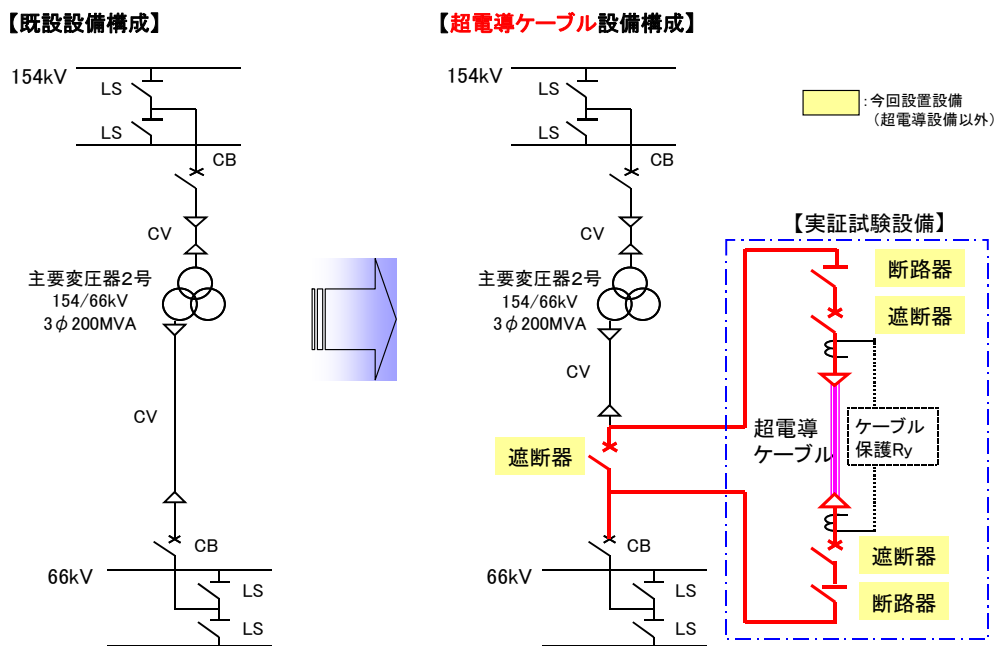 【既設設備構成】
154kV
LS
LS
CB
CV
主要変圧器2号
154/66kV
3φ200MVA
CV
CB
66kV
LS
LS
【超電導ケーブル設備構成】
154kV
LS
LS
CB
CV
主要変圧器2号
154/66kV
3φ200MVA
CV
遮断器
CB
66kV
LS
LS
:今回設置設備
（超電導設備以外）
【実証試験設備】
断路器
遮断器
超電導
ケーブル
ケーブル
保護Ry
遮断器
断路器